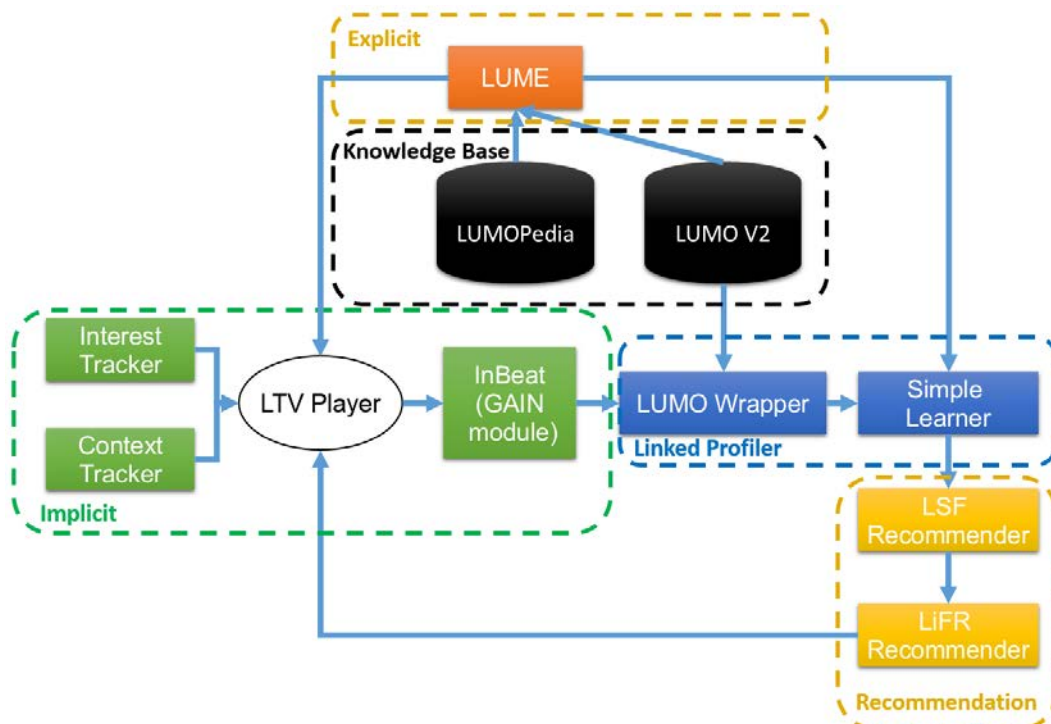 Explicit
LUME
Knowledge Base
LUMOPedia
LUMO V2
Interest
Tracker
Context
Tracker
LTV Player
InBeat
(GAIN
module)
Implicit
LUMO Wrapper
Simple
Learner
Linked Profiler
LSF
Recommender
LiFR
Recommender
Recommendation